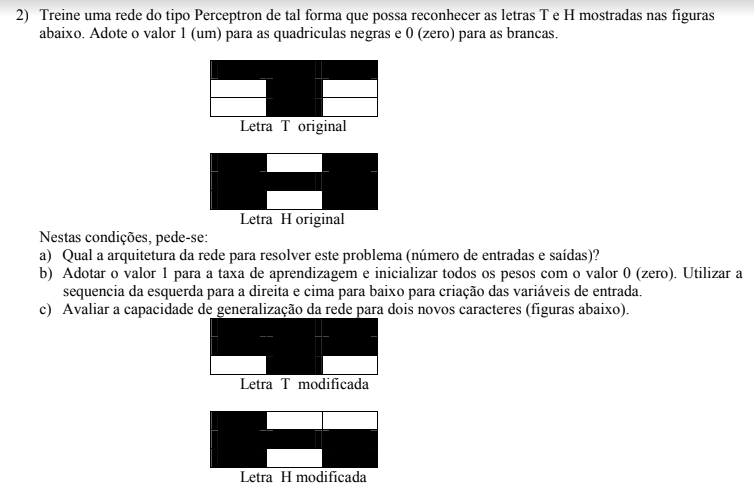 2) Treine uma rede do tipo Perceptron de tal forma que possa reconhecer as letras T e H mostradas nas figuras
abaixo. Adote o valor 1 (um) para as quadriculas negras e 0 (zero) para as brancas.
Letra T original
Letra H original
Nestas condições, pede-se:
a) Qual a arquitetura da rede para resolver este problema (número de entradas e saídas)?
b) Adotar o valor 1 para a taxa de aprendizagem e inicializar todos os pesos com o valor 0 (zero). Utilizar a
sequencia da esquerda para a direita e cima para baixo para criação das variáveis de entrada.
c) Avaliar a capacidade de generalização da rede para dois novos caracteres (figuras abaixo).
Letra T modificada
Letra H modificada